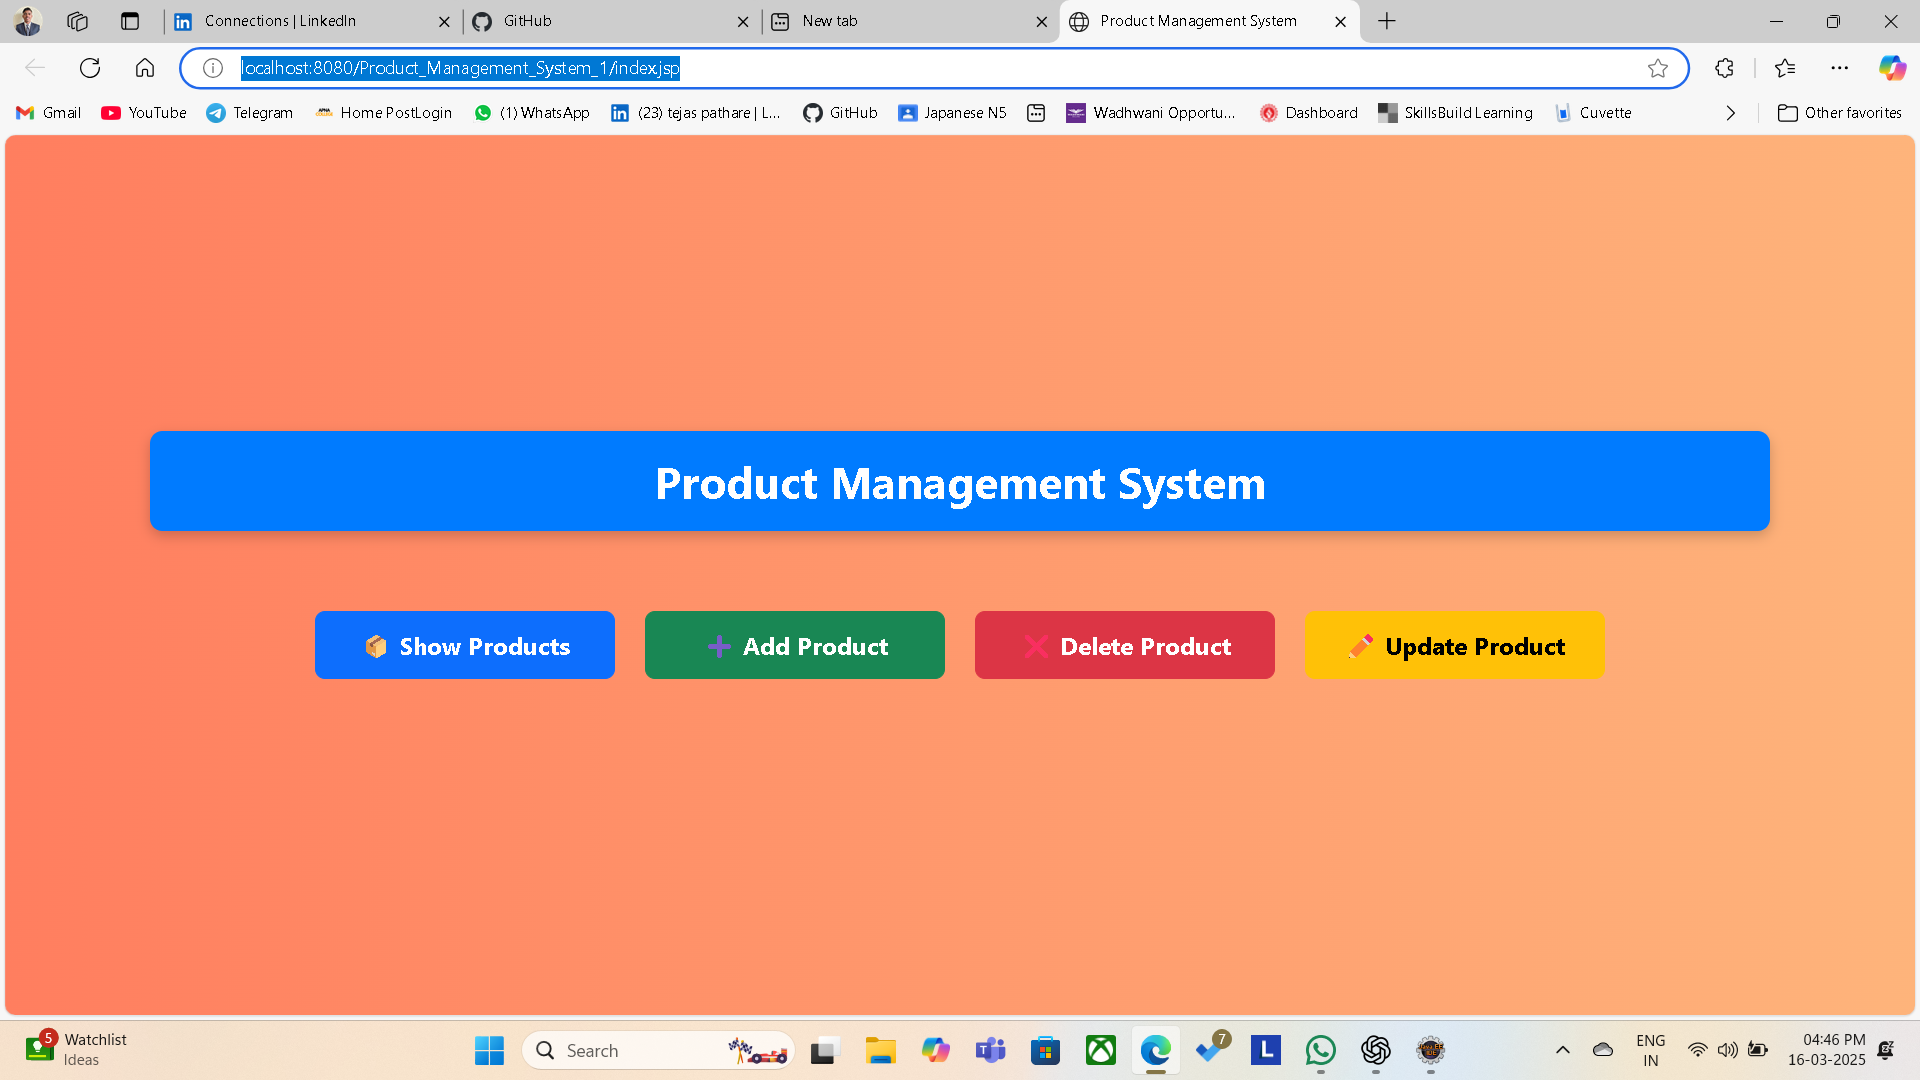 Connections | LinkedIn
GitHub
New tab
Product Management System
localhost:8080/Product_Management_System_1/index.jsp
Gmail
YouTube
Telegram
APNA
Home PostLogin
(1) WhatsApp
(23) tejas pathare | L...
GitHub
Japanese N5
Wadhwani Opportu...
Dashboard
SkillsBuild Learning
Cuvette
Other favorites
Product Management System
Show Products
Add Product
Delete Product
Update Product
5
Watchlist
Ideas
Search
7
L
ENG
IN
04:46 PM
16-03-2025